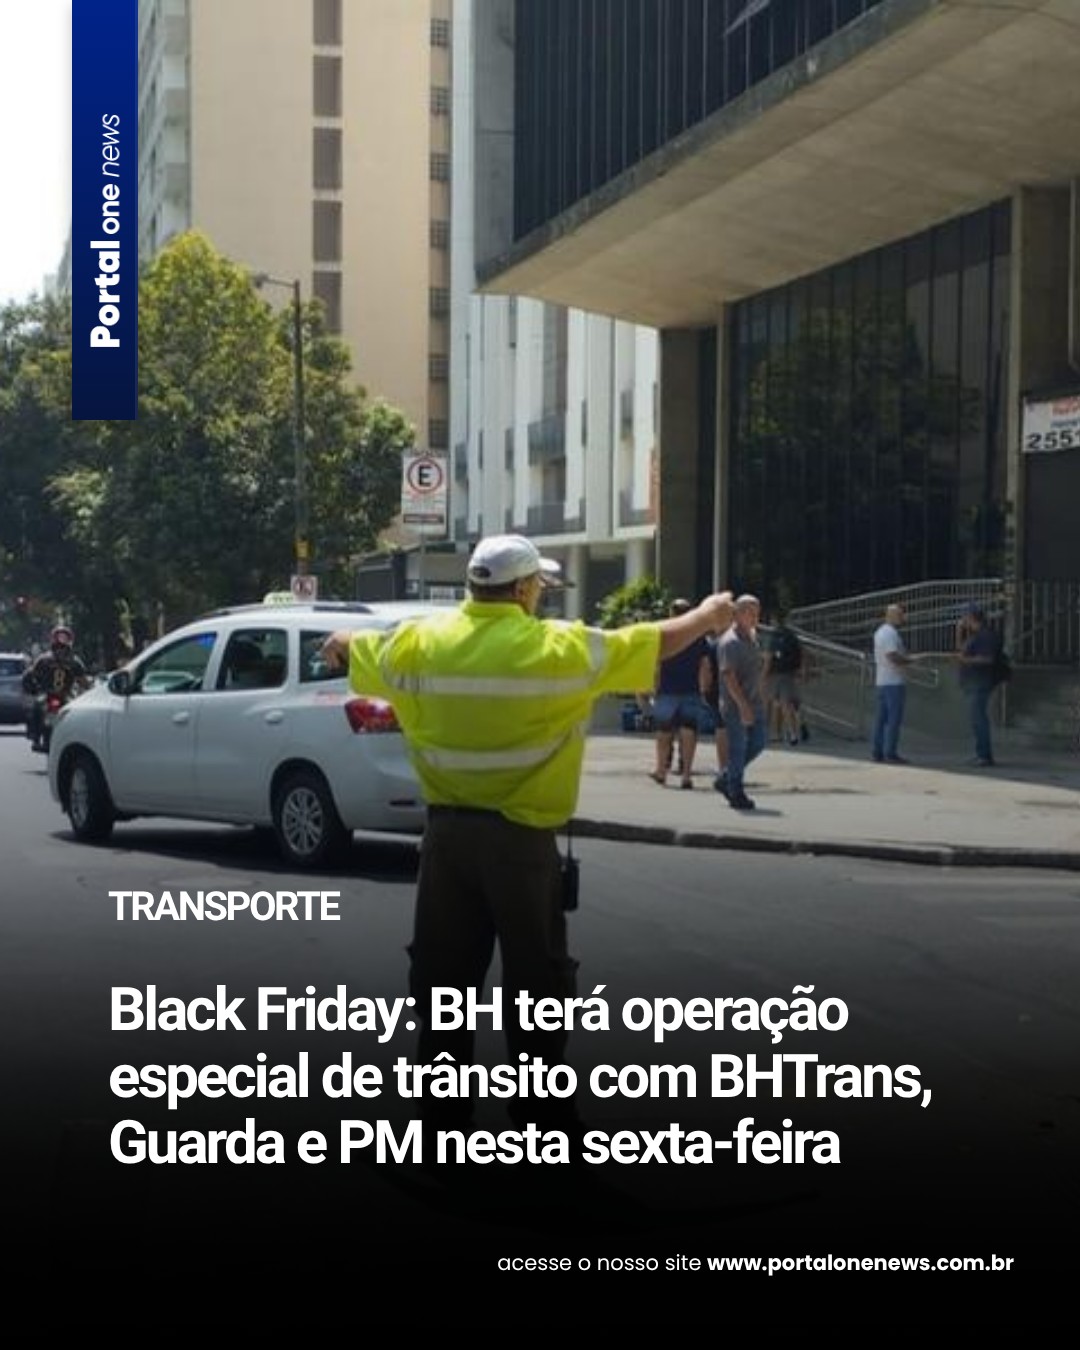 Portal one news
E
255
TRANSPORTE
Black Friday: BH terá operação
especial de trânsito com BHTrans,
Guarda e PM nesta sexta-feira
acesse o nosso site www.portalonenews.com.br